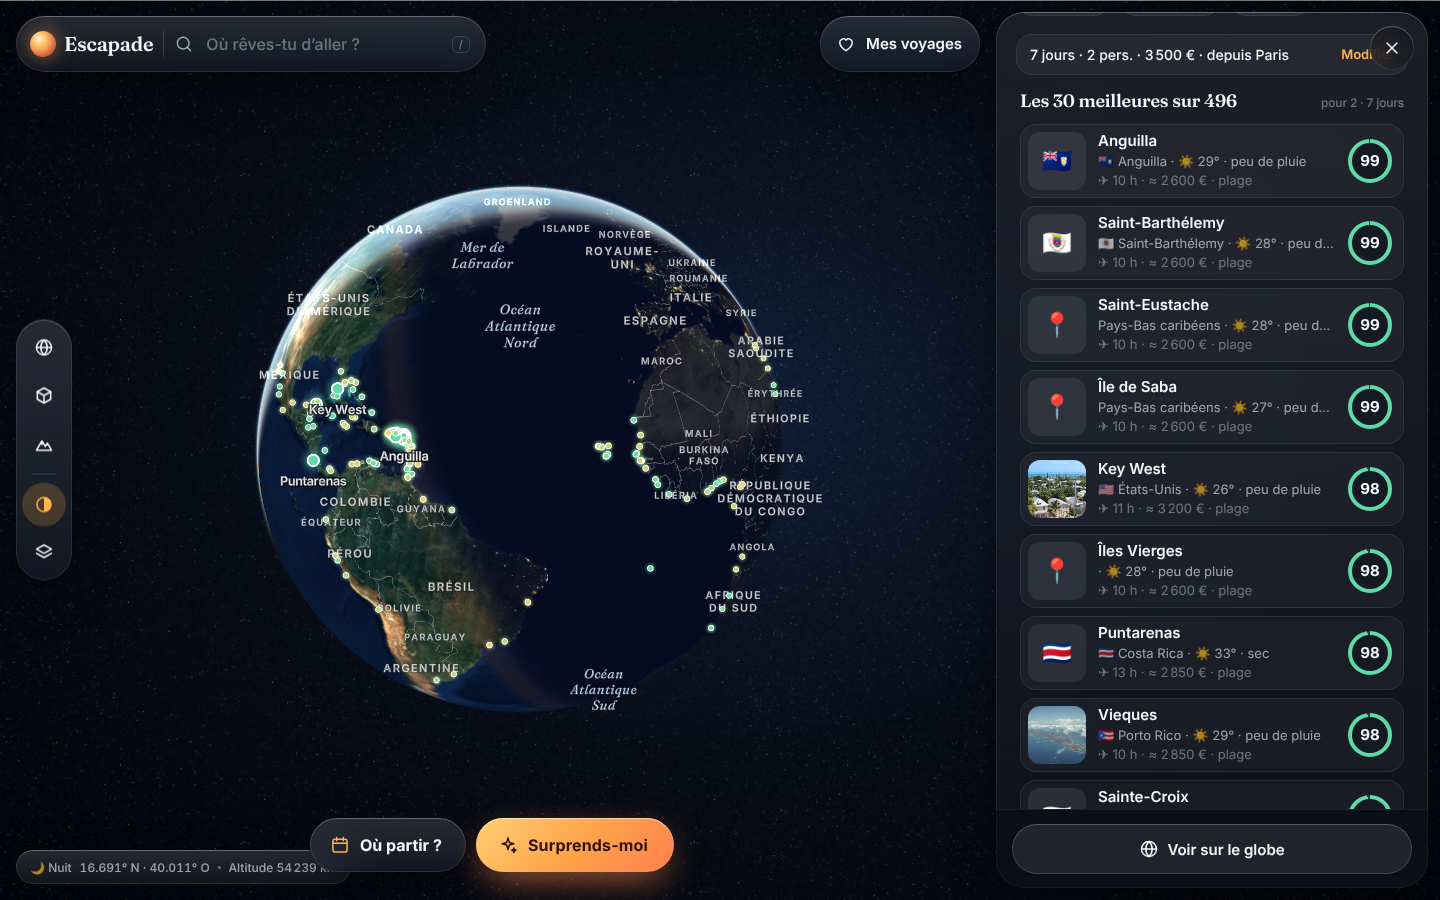 Escapade
Où rêves-tu d’aller ?
/
Mes voyages
7 jours · 2 pers. · 3 500 € · depuis Paris
Les 30 meilleures sur 496
pour 2 · 7 jours
Anguilla
Anguilla · 29° · peu de pluie
10 h · ≈ 2 600 € · plage
99
Saint-Barthélemy
Saint-Barthélemy · 28° · peu d...
10 h · ≈ 2 600 € · plage
99
Saint-Eustache
Pays-Bas caribéens · 28° · peu d...
10 h · ≈ 2 600 € · plage
99
Île de Saba
Pays-Bas caribéens · 27° · peu d...
10 h · ≈ 2 600 € · plage
99
Key West
États-Unis · 26° · peu de pluie
11 h · ≈ 3 200 € · plage
98
Îles Vierges
· 28° · peu de pluie
10 h · ≈ 2 600 € · plage
98
Puntarenas
Costa Rica · 33° · sec
13 h · ≈ 2 850 € · plage
98
Vieques
Porto Rico · 29° · peu de pluie
10 h · ≈ 2 850 € · plage
98
Sainte-Croix
Voir sur le globe
GROENLAND
CANADA
ISLANDE
NORVÈGE
Mer de
Labrador
ROYAUME-
UNI
UKRAINE
ROUMANIE
ÉTATS-UNIS
D'AMÉRIQUE
ITALIE
Océan
Atlantique
Nord
ESPAGNE
SYRIE
ARABIE
SAOUDITE
MAROC
MEXIQUE
ÉRYTHRÉE
Key West
ÉTHIOPIE
MALI
BURKINA
FASO
Anguilla
KENYA
Puntarenas
RÉPUBLIQUE
DÉMOCRATIQUE
DU CONGO
LIBÉRIA
COLOMBIE
GUYANA
ÉQUATEUR
PÉROU
ANGOLA
BRÉSIL
AFRIQUE
DU SUD
BOLIVIE
PARAGUAY
ARGENTINE
Océan
Atlantique
Sud
Où partir ?
Surprends-moi
Nuit 16.691° N · 40.011° O · Altitude 54 239